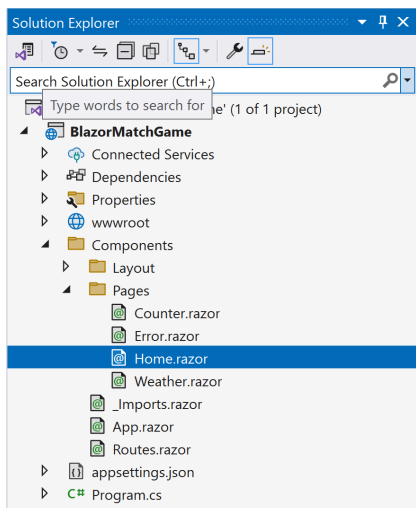 Solution Explorer
Search Solution Explorer (Ctrl+;)
Type words to search for
ne' (1 of 1 project)
BlazorMatchGame
Connected Services
Dependencies
Properties
wwwroot
Components
Layout
Pages
Counter.razor
Error.razor
Home.razor
Weather.razor
_Imports.razor
App.razor
Routes.razor
appsettings.json
C# Program.cs